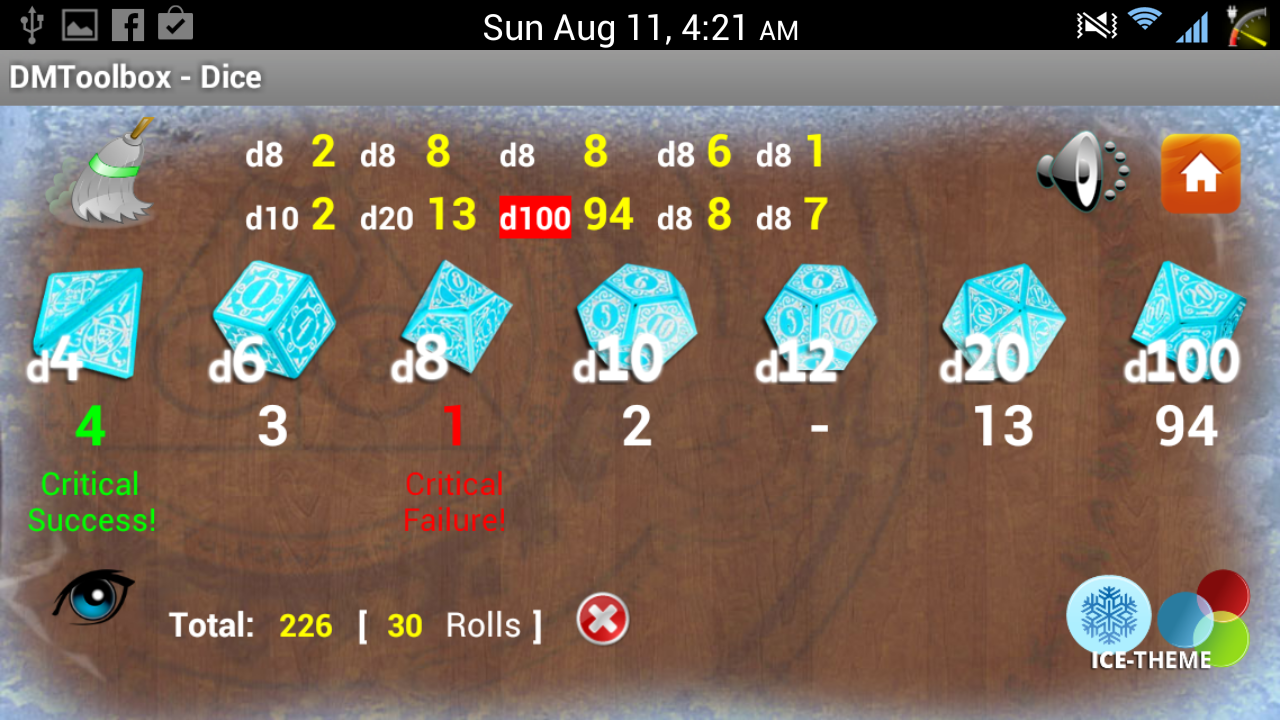 Sun Aug 11, 4:21 AM
DMToolbox - Dice
d8 2 d8 8 d8 8 d8 6 d8 1
d10 2 d20 13 d100 94 d8 8 d8 7
d4 d6 d8 d10 d12 d20 d100
4 3 1 2 - 13 94
Critical Critical
Success! Failure!
Total: 226 [ 30 Rolls ]
ICE-THEME